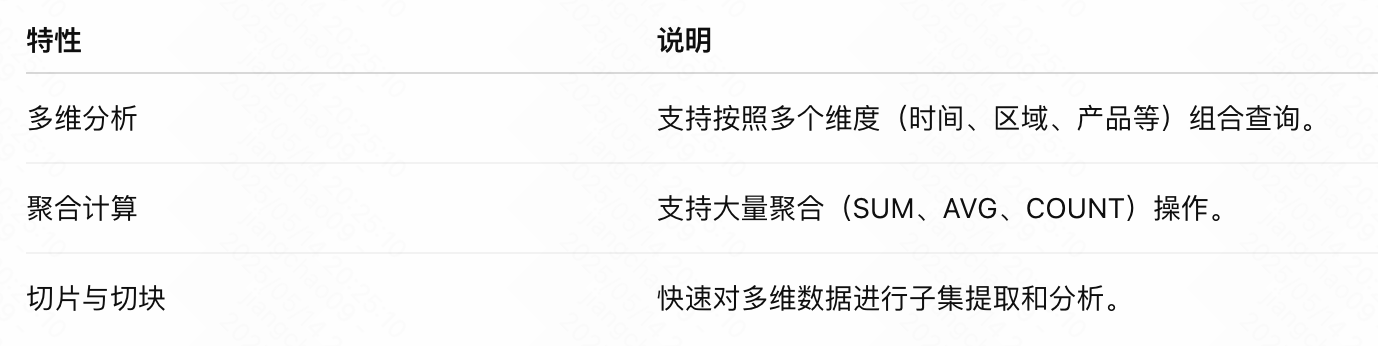 特性 说明
多维分析 支持按照多个维度（时间、区域、产品等）组合查询。
聚合计算 支持大量聚合（SUM、AVG、COUNT）操作。
切片与切块 快速对多维数据进行子集提取和分析。